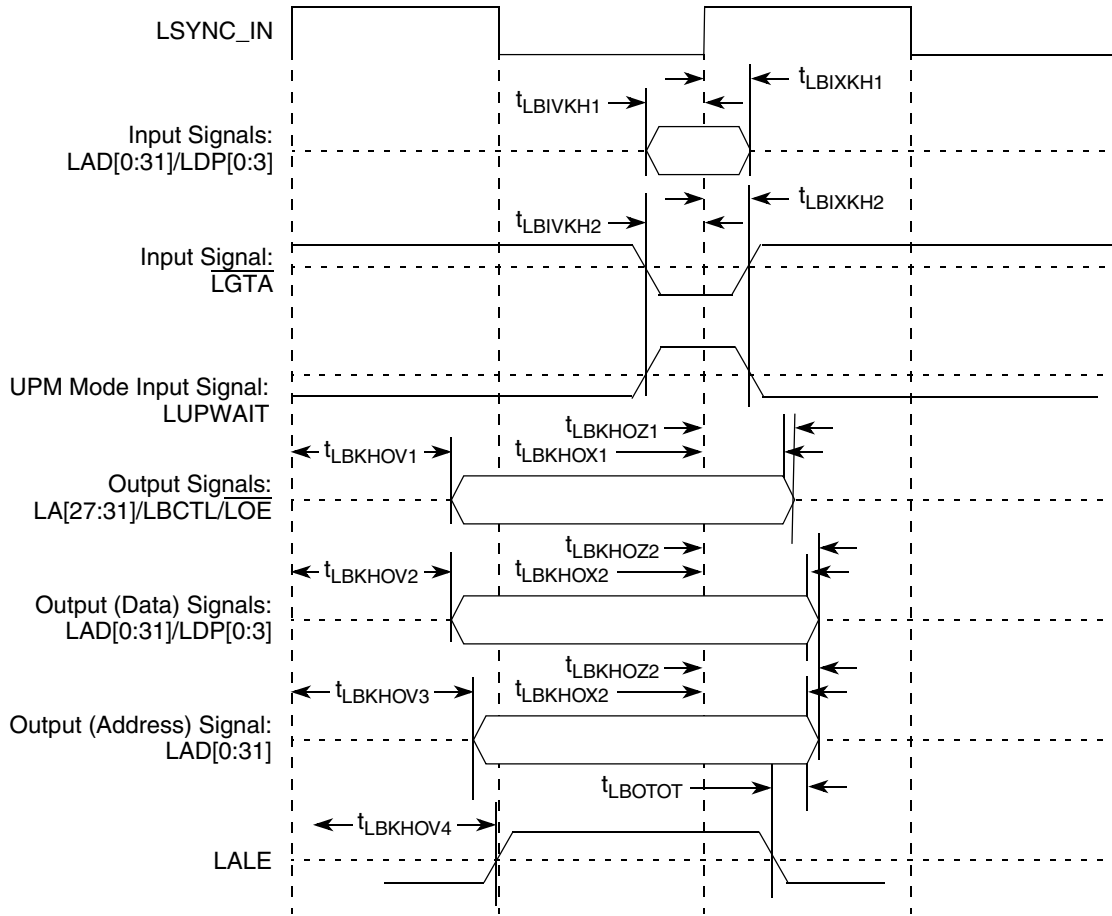 LSYNC_IN
tLBIXKH1
tLBIVKH1
Input Signals:
LAD[0:31]/LDP[0:3]
tLBIXKH2
tLBIVKH2
Input Signal:
LGTA
UPM Mode Input Signal:
LUPWAIT
tLBKHOZ1
tLBKHOV1
tLBKHOX1
Output Signals:
LA[27:31]/LBCTL/LOE
tLBKHOZ2
tLBKHOV2
tLBKHOX2
Output (Data) Signals:
LAD[0:31]/LDP[0:3]
tLBKHOZ2
tLBKHOV3
tLBKHOX2
Output (Address) Signal:
LAD[0:31]
tLBOTOT
tLBKHOV4
LALE